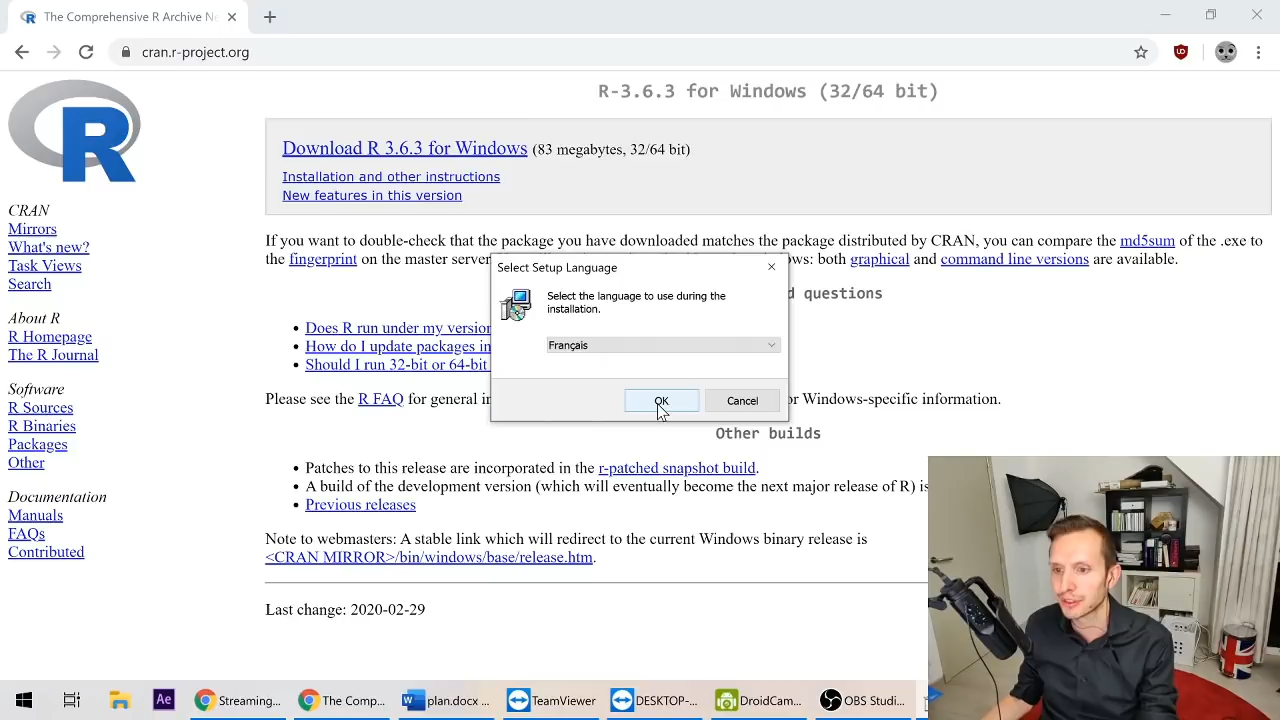 The Comprehensive R Archive Ne
cran.r-project.org
R
R-3.6.3 for Windows (32/64 bit)
Download R 3.6.3 for Windows (83 megabytes, 32/64 bit)
Installation and other instructions
New features in this version
CRAN
Mirrors
What's new?
Task Views
Search
About R
R Homepage
The R Journal
Software
R Sources
R Binaries
Packages
Other
Documentation
Manuals
FAQs
Contributed
If you want to double-check that the package you have downloaded matches the package distributed by CRAN, you can compare the md5sum of the .exe to
the fingerprint on the master server
ws: both graphical and command line versions are available.
d questions
Does R run under my version
How do I update packages in
Should I run 32-bit or 64-bit
Please see the R FAQ for general in
or Windows-specific information.
Select Setup Language
Select the language to use during the
installation.
Français
OK
Cancel
Other builds
Patches to this release are incorporated in the r-patched snapshot build.
A build of the development version (which will eventually become the next major release of R) is
Previous releases
Note to webmasters: A stable link which will redirect to the current Windows binary release is
<CRAN MIRROR>/bin/windows/base/release.htm.
Last change: 2020-02-29
Ae
Streaming...
The Comp...
plan.docx ...
TeamViewer
DESKTOP-...
DroidCam...
OBS Studi...